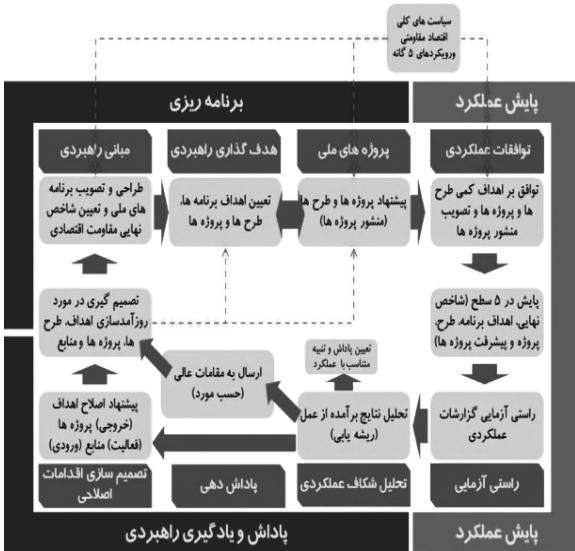 سیاست های کلی
اقتصاد مقاومتی
ورویکردهای ۵ گانه
پایش عملکرد
برنامه ریزی
توافقات عملکردی
پروژه های ملی
هدف گذاری راهبردی
مبانی راهبردی
توافق بر اهداف کمی طرح
ها و پروژه ها و تصویب
منشور پروژه ها
پیشنهاد پروژه ها و طرح ها
(منشور پروژه ها)
تعیین اهداف برنامه ها،
طرح ها و پروژه ها
طراحی و تصویب برنامه
های ملی و تعیین شاخص
نهایی مقاومت اقتصادی
پایش در ۵ سطح (شاخص
نهایی، اهداف برنامه، طرح،
پروژه و پیشرفت پروژه ها)
تصمیم گیری در مورد
روزآمدسازی اهداف، طرح
ها، پروژه ها و منابع
تعیین پاداش و تنبیه
متناسب با عملکرد
ارسال به مقامات عالی
(حسب مورد)
راستی آزمایی گزارشات
عملکردی
تحلیل نتایج برآمده از عمل
(ریشه یابی)
پیشنهاد اصلاح اهداف
(خروجی) پروژه ها
(فعالیت) منابع (ورودی)
راستی آزمایی
تحلیل شکاف عملکردی
پاداش دهی
تصمیم سازی اقدامات
اصلاحی
پایش عملکرد
پاداش و یادگیری راهبردی